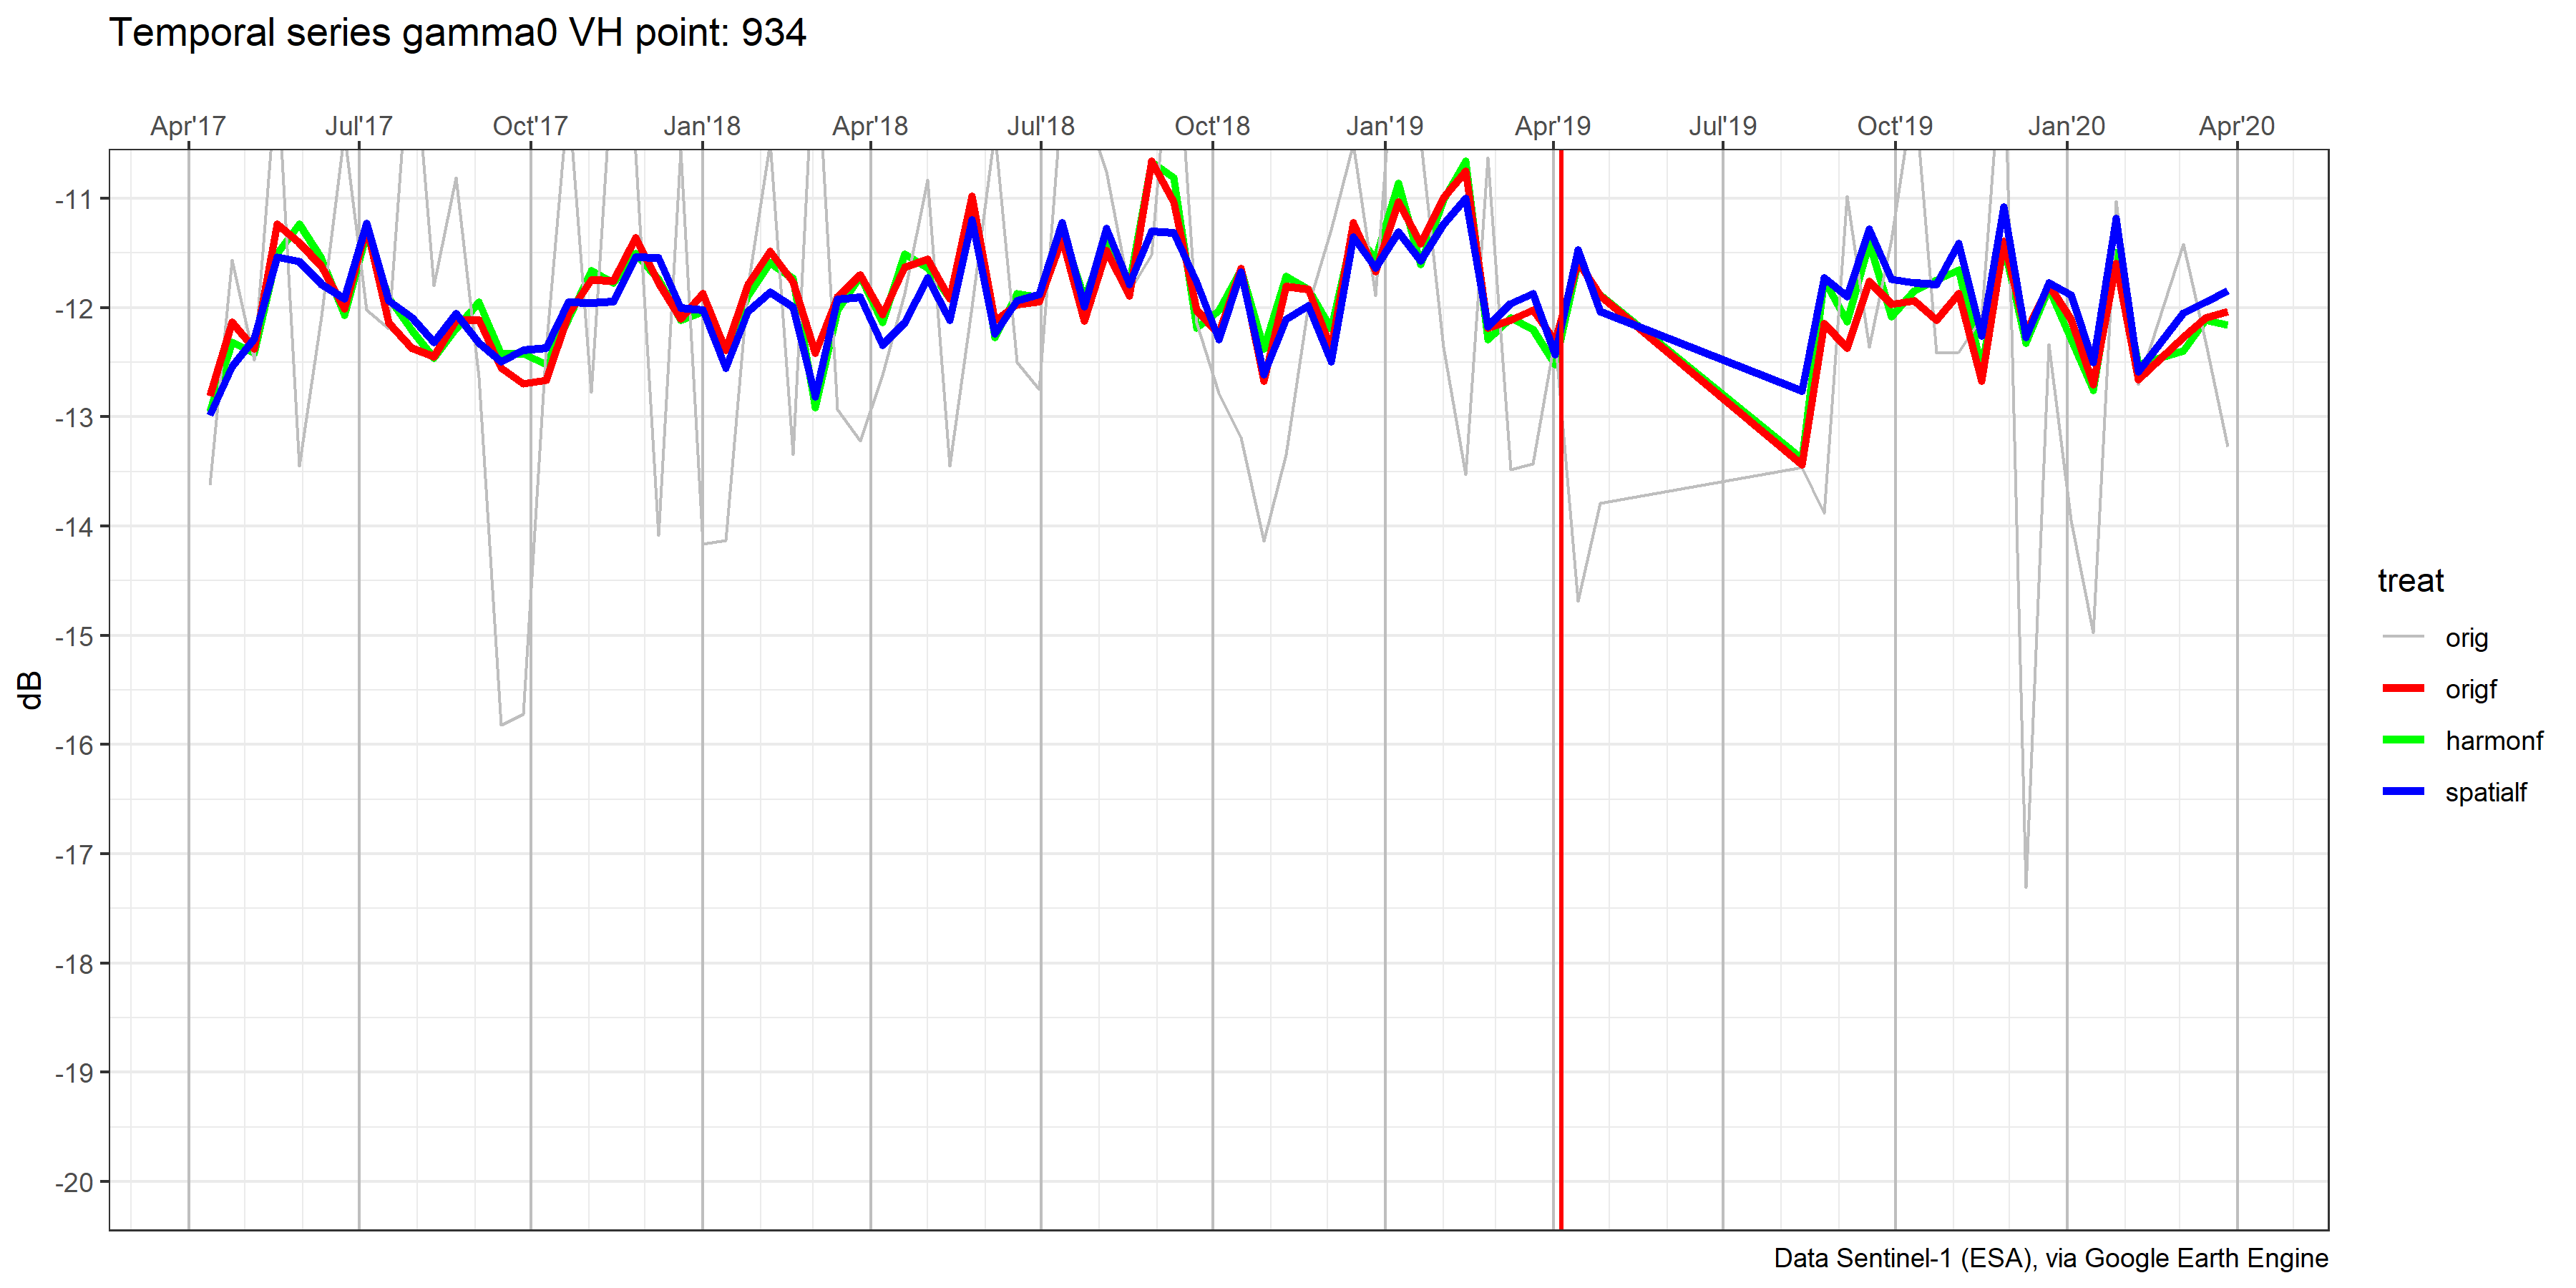 Temporal series gamma0 VH point: 934
Apr'17 Jul'17 Oct'17 Jan'18 Apr'18 Jul'18 Oct'18 Jan'19 Apr'19 Jul'19 Oct'19 Jan'20 Apr'20
-11
-12
-13
-14
-15
-16
-17
-18
-19
-20
dB
treat
orig
origf
harmonf
spatialf
Data Sentinel-1 (ESA), via Google Earth Engine